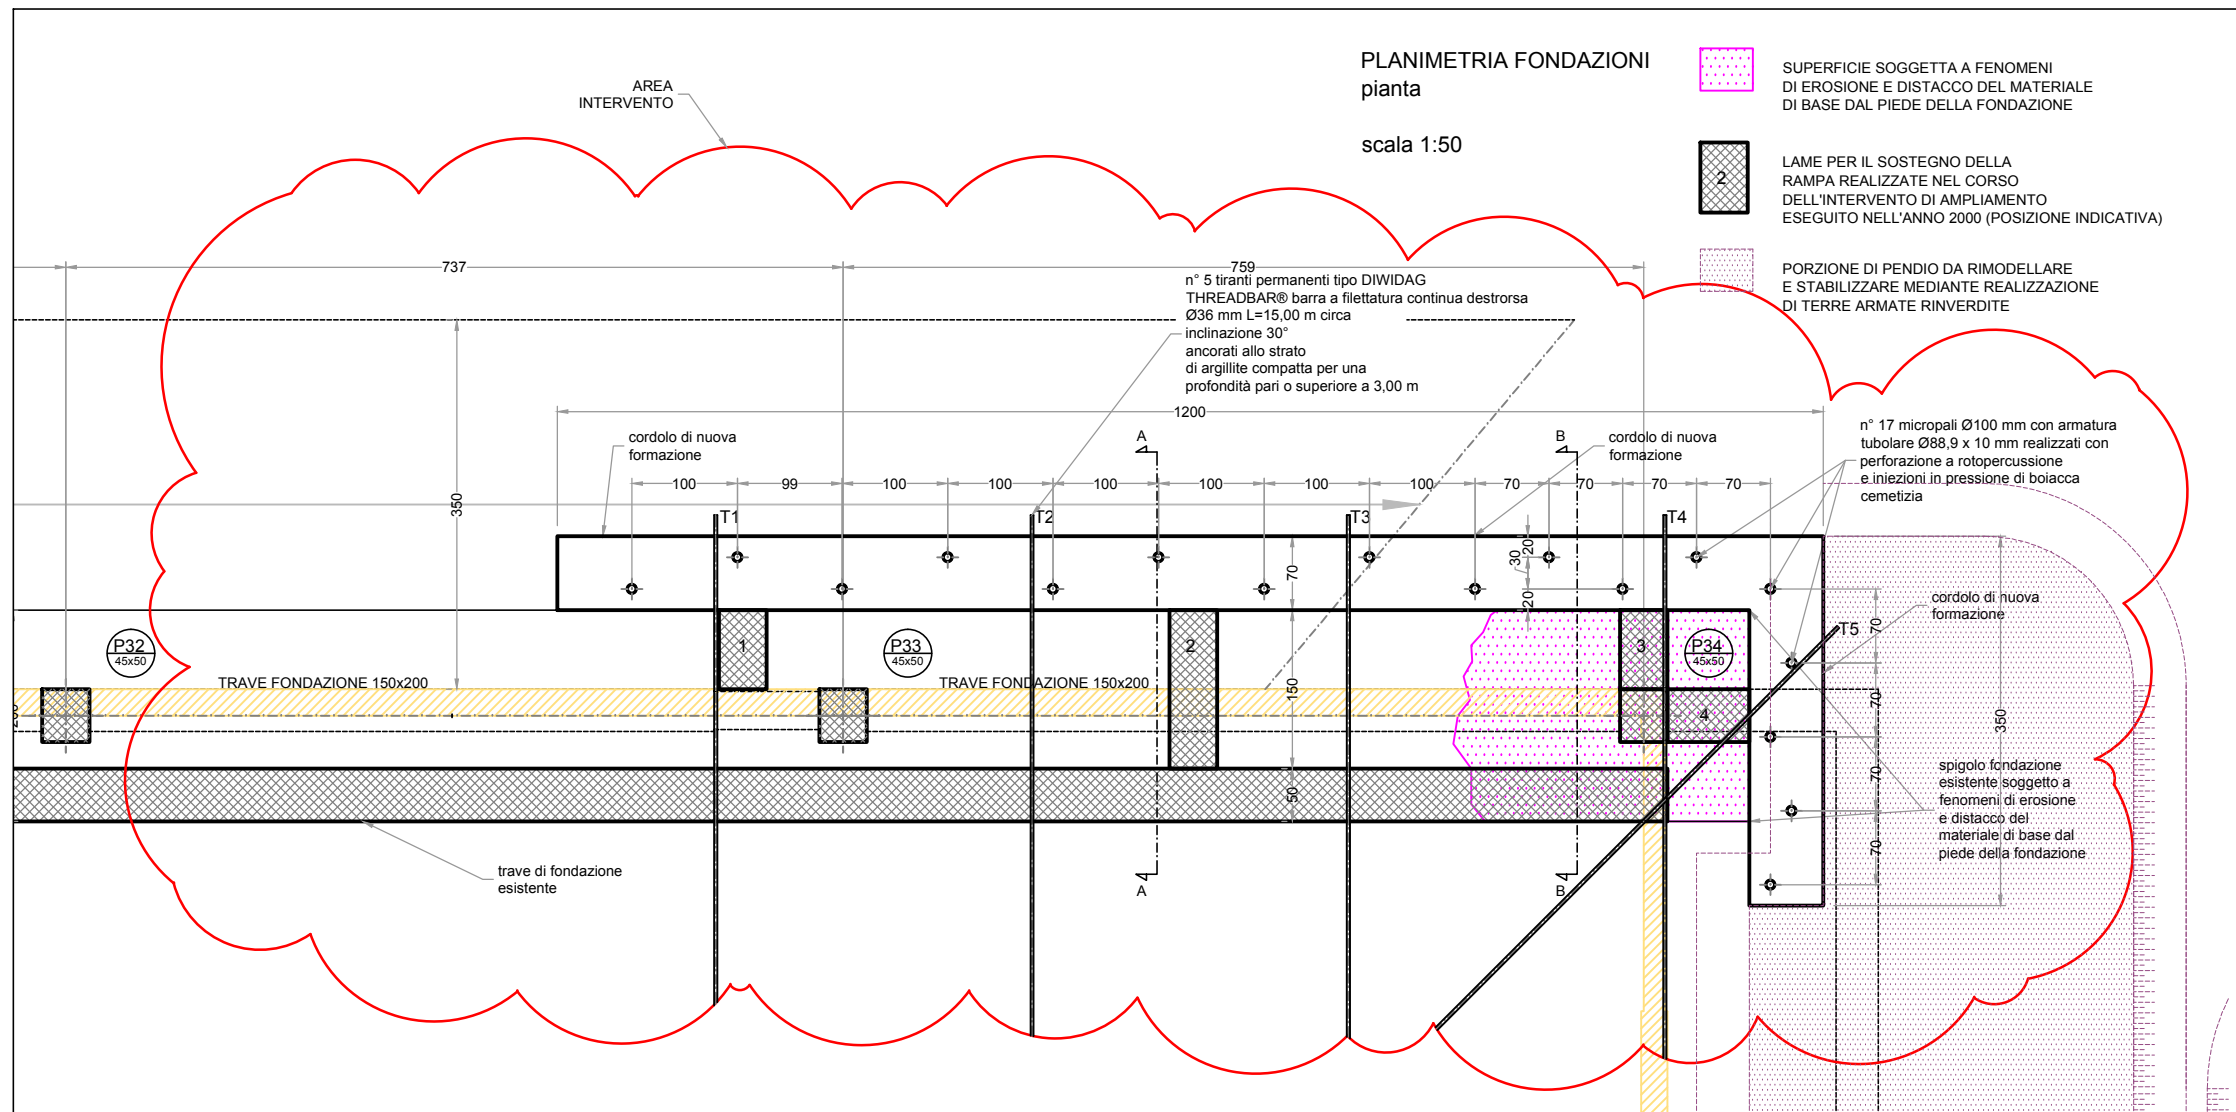 PLANIMETRIA FONDAZIONI
pianta
scala 1:50
SUPERFICIE SOGGETTA A FENOMENI
DI EROSIONE E DISTACCO DEL MATERIALE
DI BASE DAL PIEDE DELLA FONDAZIONE
2
LAME PER IL SOSTEGNO DELLA
RAMPA REALIZZATE NEL CORSO
DELL'INTERVENTO DI AMPLIAMENTO
ESEGUITO NELL'ANNO 2000 (POSIZIONE INDICATIVA)
PORZIONE DI PENDIO DA RIMODELLARE
E STABILIZZARE MEDIANTE REALIZZAZIONE
DI TERRE ARMATE RINVERDITE
AREA
INTERVENTO
737
759
n° 5 tiranti permanenti tipo DIWIDAG
THREADBAR® barra a filettatura continua destrorsa
Ø36 mm L=15,00 m circa
inclinazione 30°
ancorati allo strato
di argillite compatta per una
profondità pari o superiore a 3,00 m
1200
cordolo di nuova
formazione
A
B
cordolo di nuova
formazione
n° 17 micropali Ø100 mm con armatura
tubolare Ø88,9 x 10 mm realizzati con
perforazione a rotopercussione
e iniezioni in pressione di boiacca
cemetizia
100
99
100
100
100
100
100
100
70
70
70
70
350
T1
T2
T3
T4
20
30
20
70
cordolo di nuova
formazione
T5
P32
45x50
1
P33
45x50
2
3
P34
45x50
4
TRAVE FONDAZIONE 150x200
TRAVE FONDAZIONE 150x200
150
50
70
70
70
70
350
spigolo fondazione
esistente soggetto a
fenomeni di erosione
e distacco del
materiale di base dal
piede della fondazione
trave di fondazione
esistente
A
B